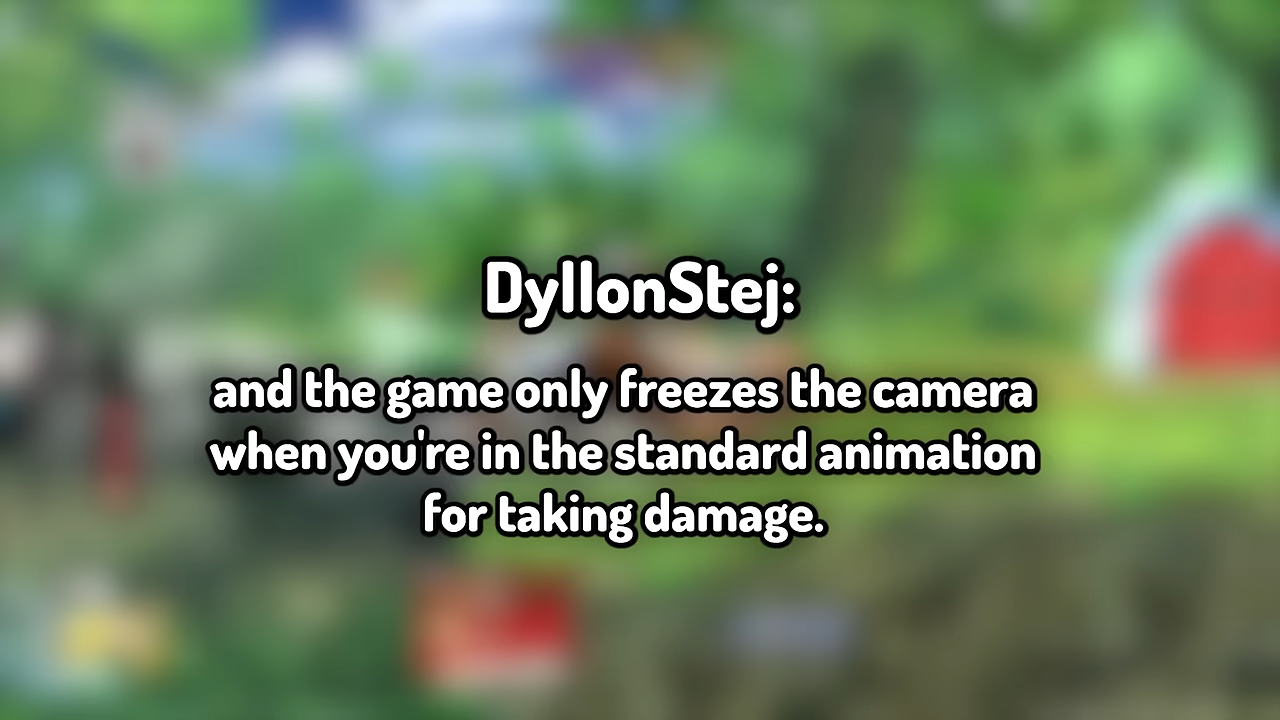 DyllonStej:
and the game only freezes the camera
when you're in the standard animation
for taking damage.